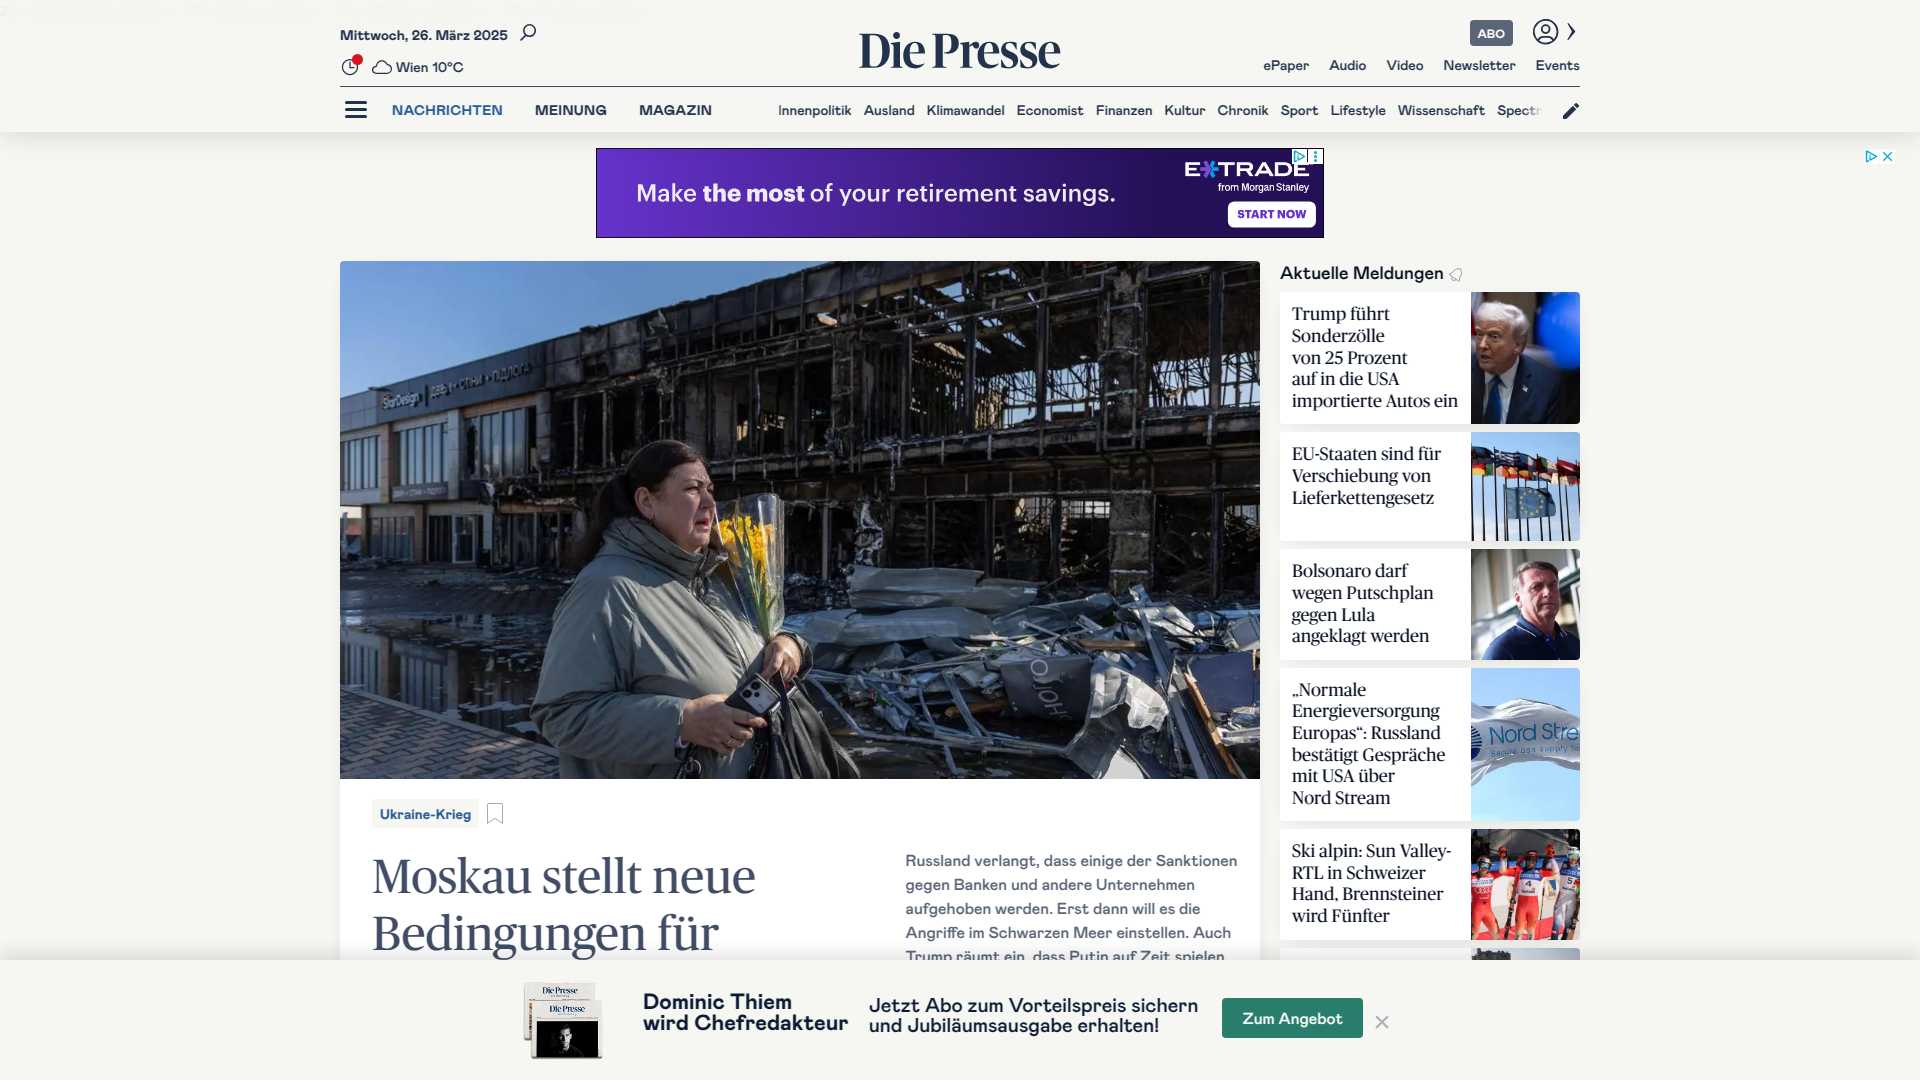 Mittwoch, 26. März 2025
Wien 10°C
Die Presse
ABO
ePaper Audio Video Newsletter Events
NACHRICHTEN MEINUNG MAGAZIN
Innenpolitik Ausland Klimawandel Economist Finanzen Kultur Chronik Sport Lifestyle Wissenschaft Spectr
Make the most of your retirement savings.
E*TRADE
from Morgan Stanley
START NOW
StarDesign
Ukraine-Krieg
Moskau stellt neue
Bedingungen für
Russland verlangt, dass einige der Sanktionen
gegen Banken und andere Unternehmen
aufgehoben werden. Erst dann will es die
Angriffe im Schwarzen Meer einstellen. Auch
Trump räumt ein, dass Putin auf Zeit spielen
Aktuelle Meldungen
Trump führt
Sonderzölle
von 25 Prozent
auf in die USA
importierte Autos ein
EU-Staaten sind für
Verschiebung von
Lieferkettengesetz
Bolsonaro darf
wegen Putschplan
gegen Lula
angeklagt werden
„Normale
Energieversorgung
Europas“: Russland
bestätigt Gespräche
mit USA über
Nord Stream
Nord Stre
Ski alpin: Sun Valley-
RTL in Schweizer
Hand, Brennsteiner
wird Fünfter
Die Presse
Die Presse
Dominic Thiem
wird Chefredakteur
Jetzt Abo zum Vorteilspreis sichern
und Jubiläumsausgabe erhalten!
Zum Angebot